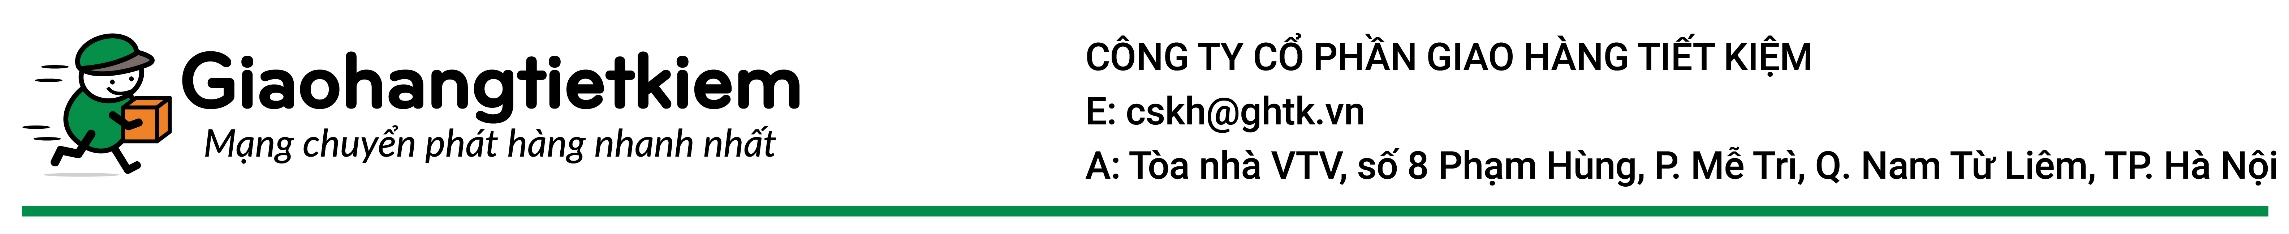 Giaohangtietkiem
Mạng chuyển phát hàng nhanh nhất
CÔNG TY CỔ PHẦN GIAO HÀNG TIẾT KIỆM
E: cskh@ghtk.vn
A: Tòa nhà VTV, số 8 Phạm Hùng, P. Mễ Trì, Q. Nam Từ Liêm, TP. Hà Nội